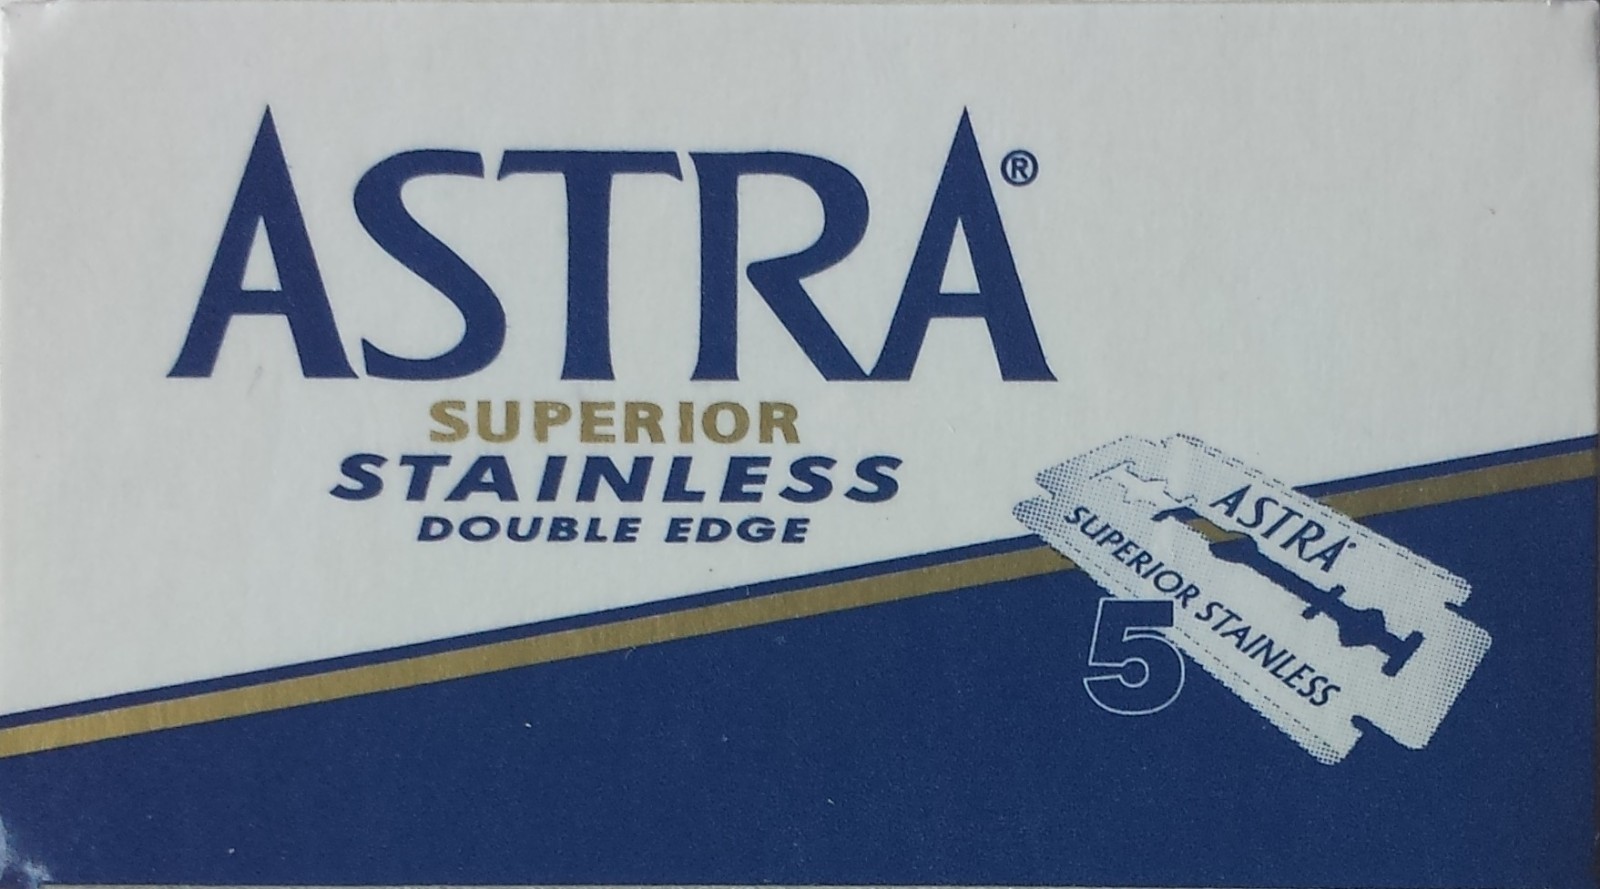 ASTRA®
SUPERIOR
STAINLESS
DOUBLE EDGE
ASTRA
SUPERIOR STAINLESS
5